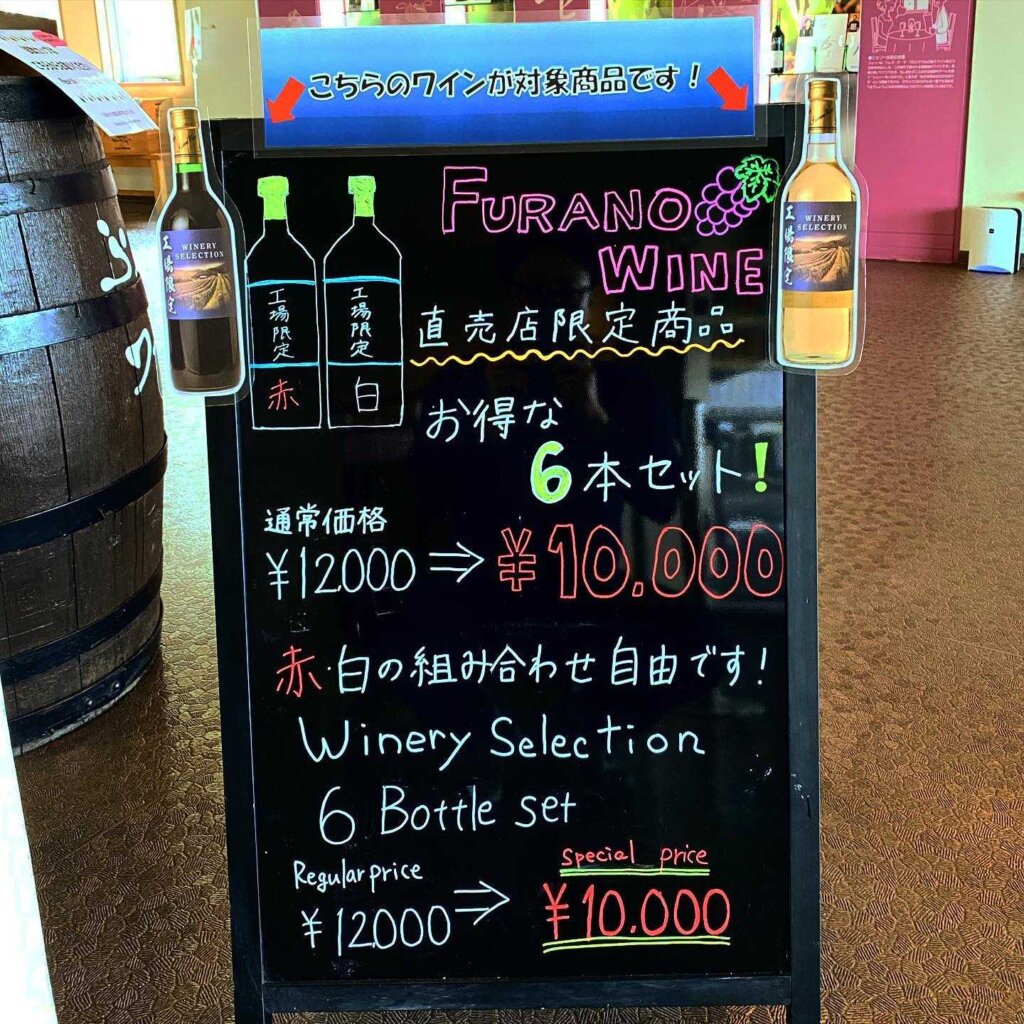 こちらのワインが対象商品です！
FURANO
WINE
直売店限定商品
工場限定
赤
工場限定
白
工場限定
WINERY
SELECTION
工場限定
WINERY
SELECTION
お得な
6本セット!
通常価格
¥12000⇒¥10.000
赤・白の組み合わせ自由です!
Winery Selection
6 Bottle set
Regular price
special price
¥12000⇒¥10.000
ふ
ワ